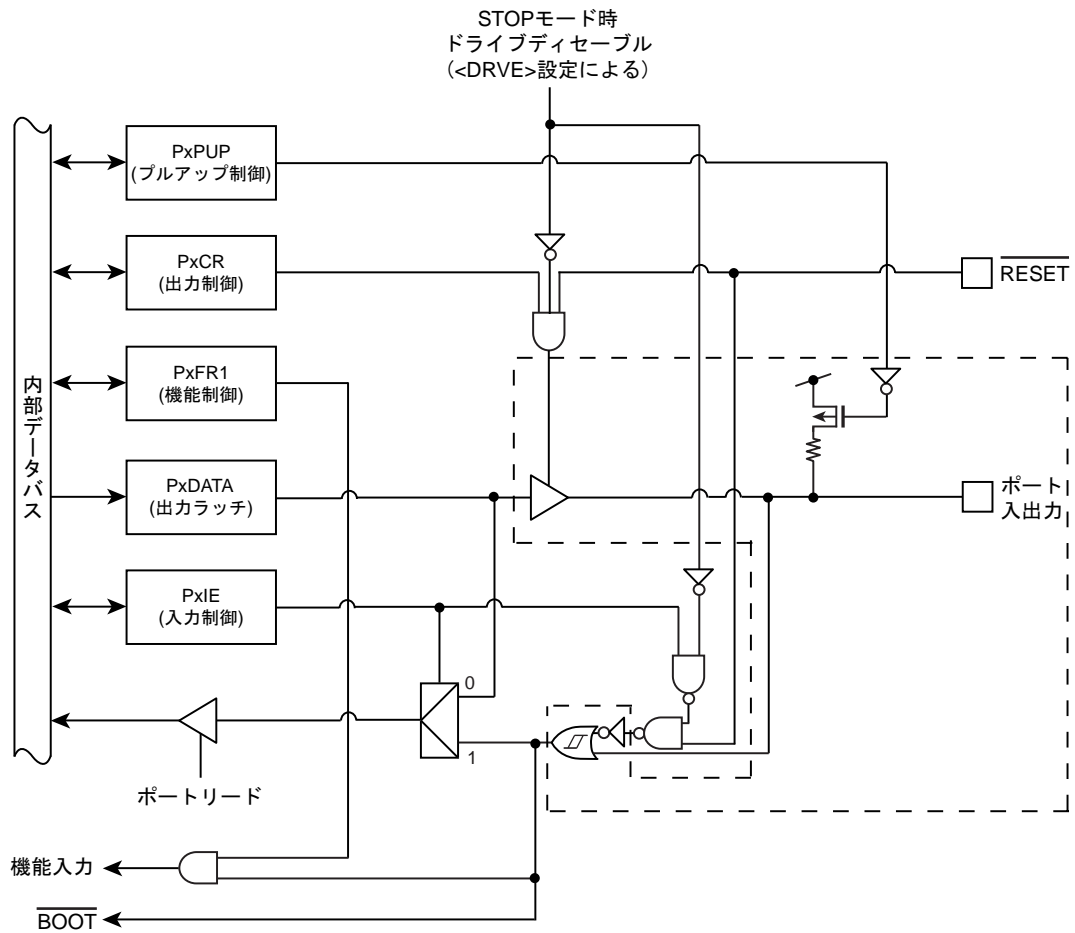 STOPモード時
ドライブディセーブル
(<DRVE>設定による)
PxPUP
(プルアップ制御)
PxCR
(出力制御)
RESET
PxFR1
(機能制御)
内部データバス
PxDATA
(出力ラッチ)
ポート
入出力
PxIE
(入力制御)
0
1
ポートリード
機能入力
BOOT